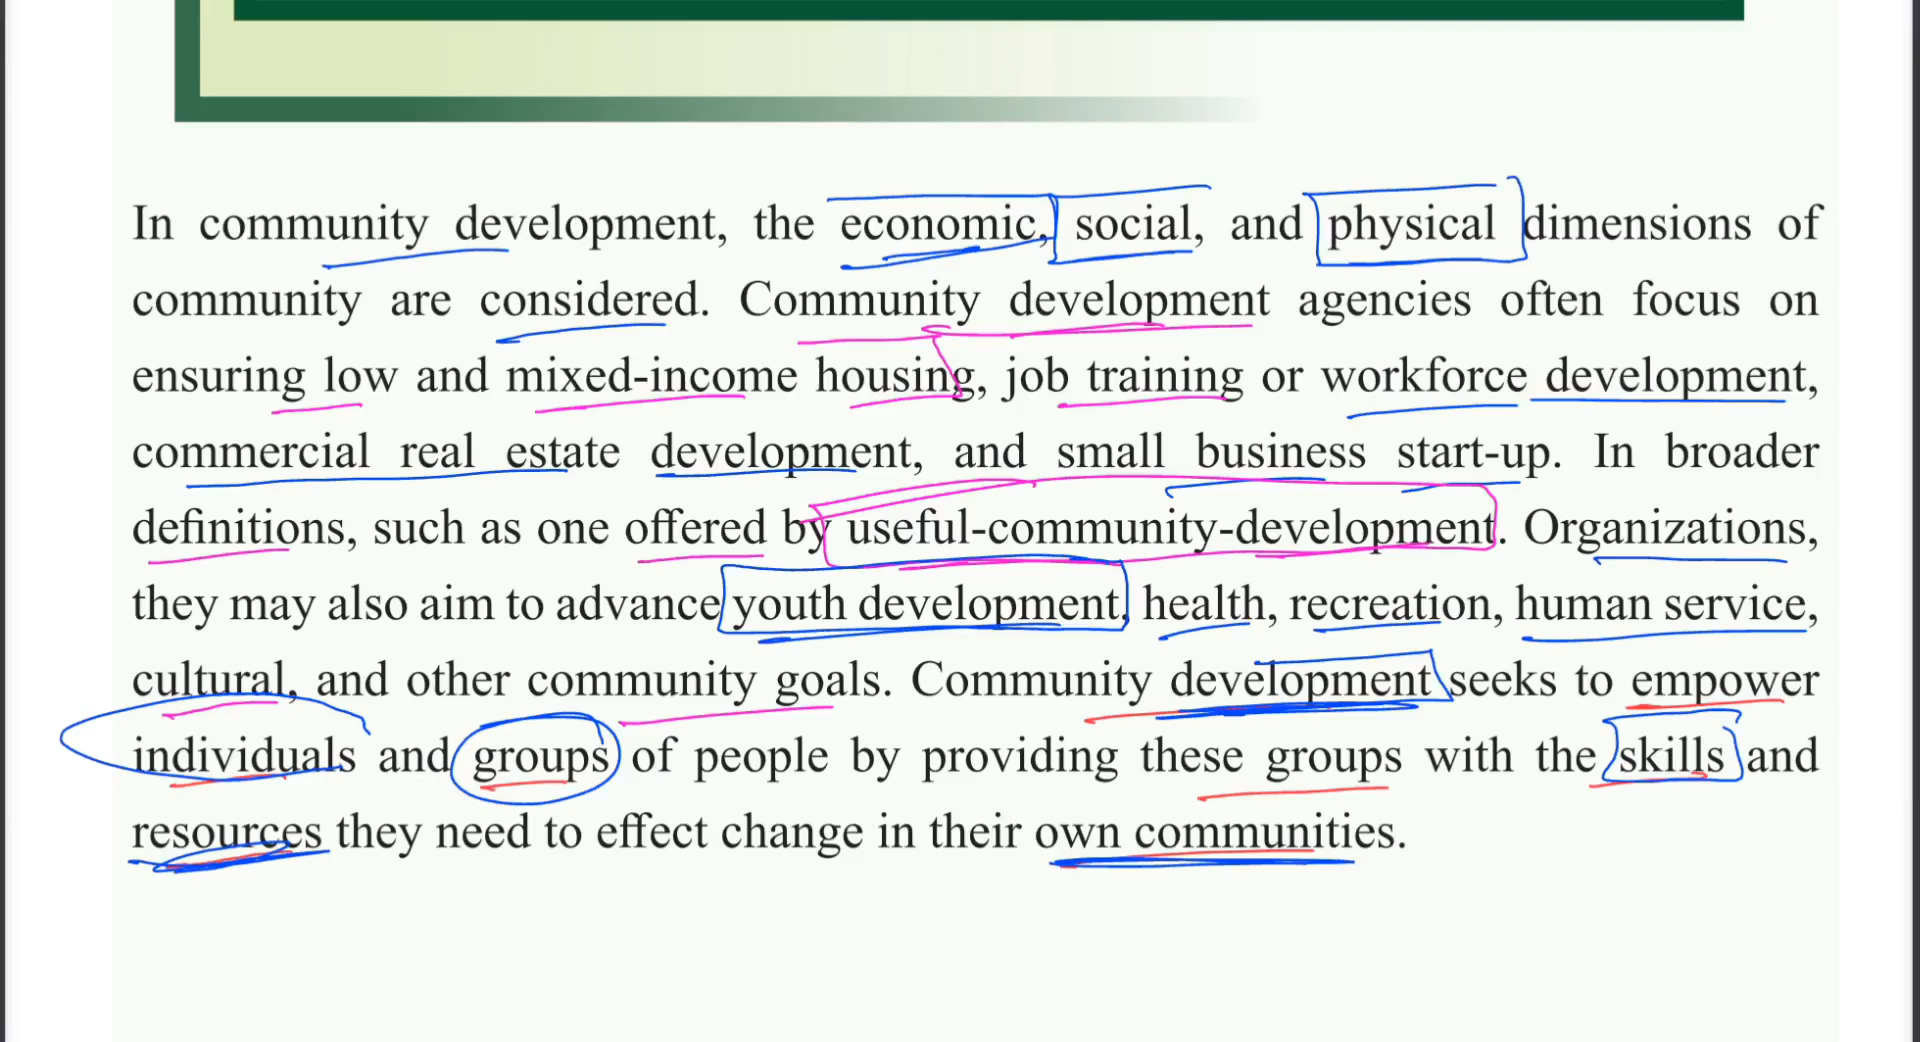 In community development, the economic, social, and physical dimensions of
community are considered. Community development agencies often focus on
ensuring low and mixed-income housing, job training or workforce development,
commercial real estate development, and small business start-up. In broader
definitions, such as one offered by useful-community-development. Organizations,
they may also aim to advance youth development, health, recreation, human service,
cultural, and other community goals. Community development seeks to empower
individuals and groups of people by providing these groups with the skills and
resources they need to effect change in their own communities.